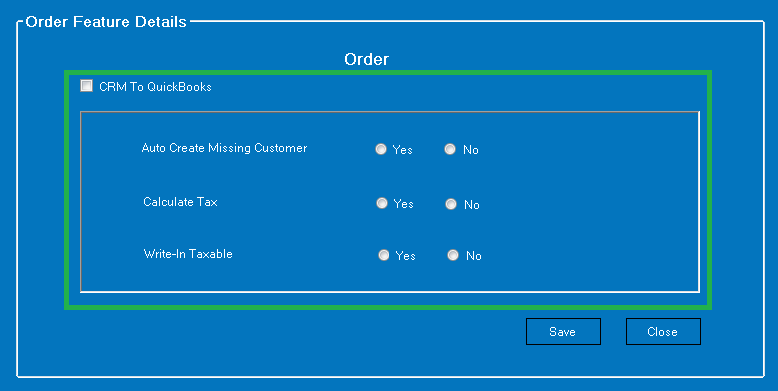 Order Feature Details
Order
CRM To QuickBooks
Auto Create Missing Customer Yes No
Calculate Tax Yes No
Write-In Taxable Yes No
Save Close